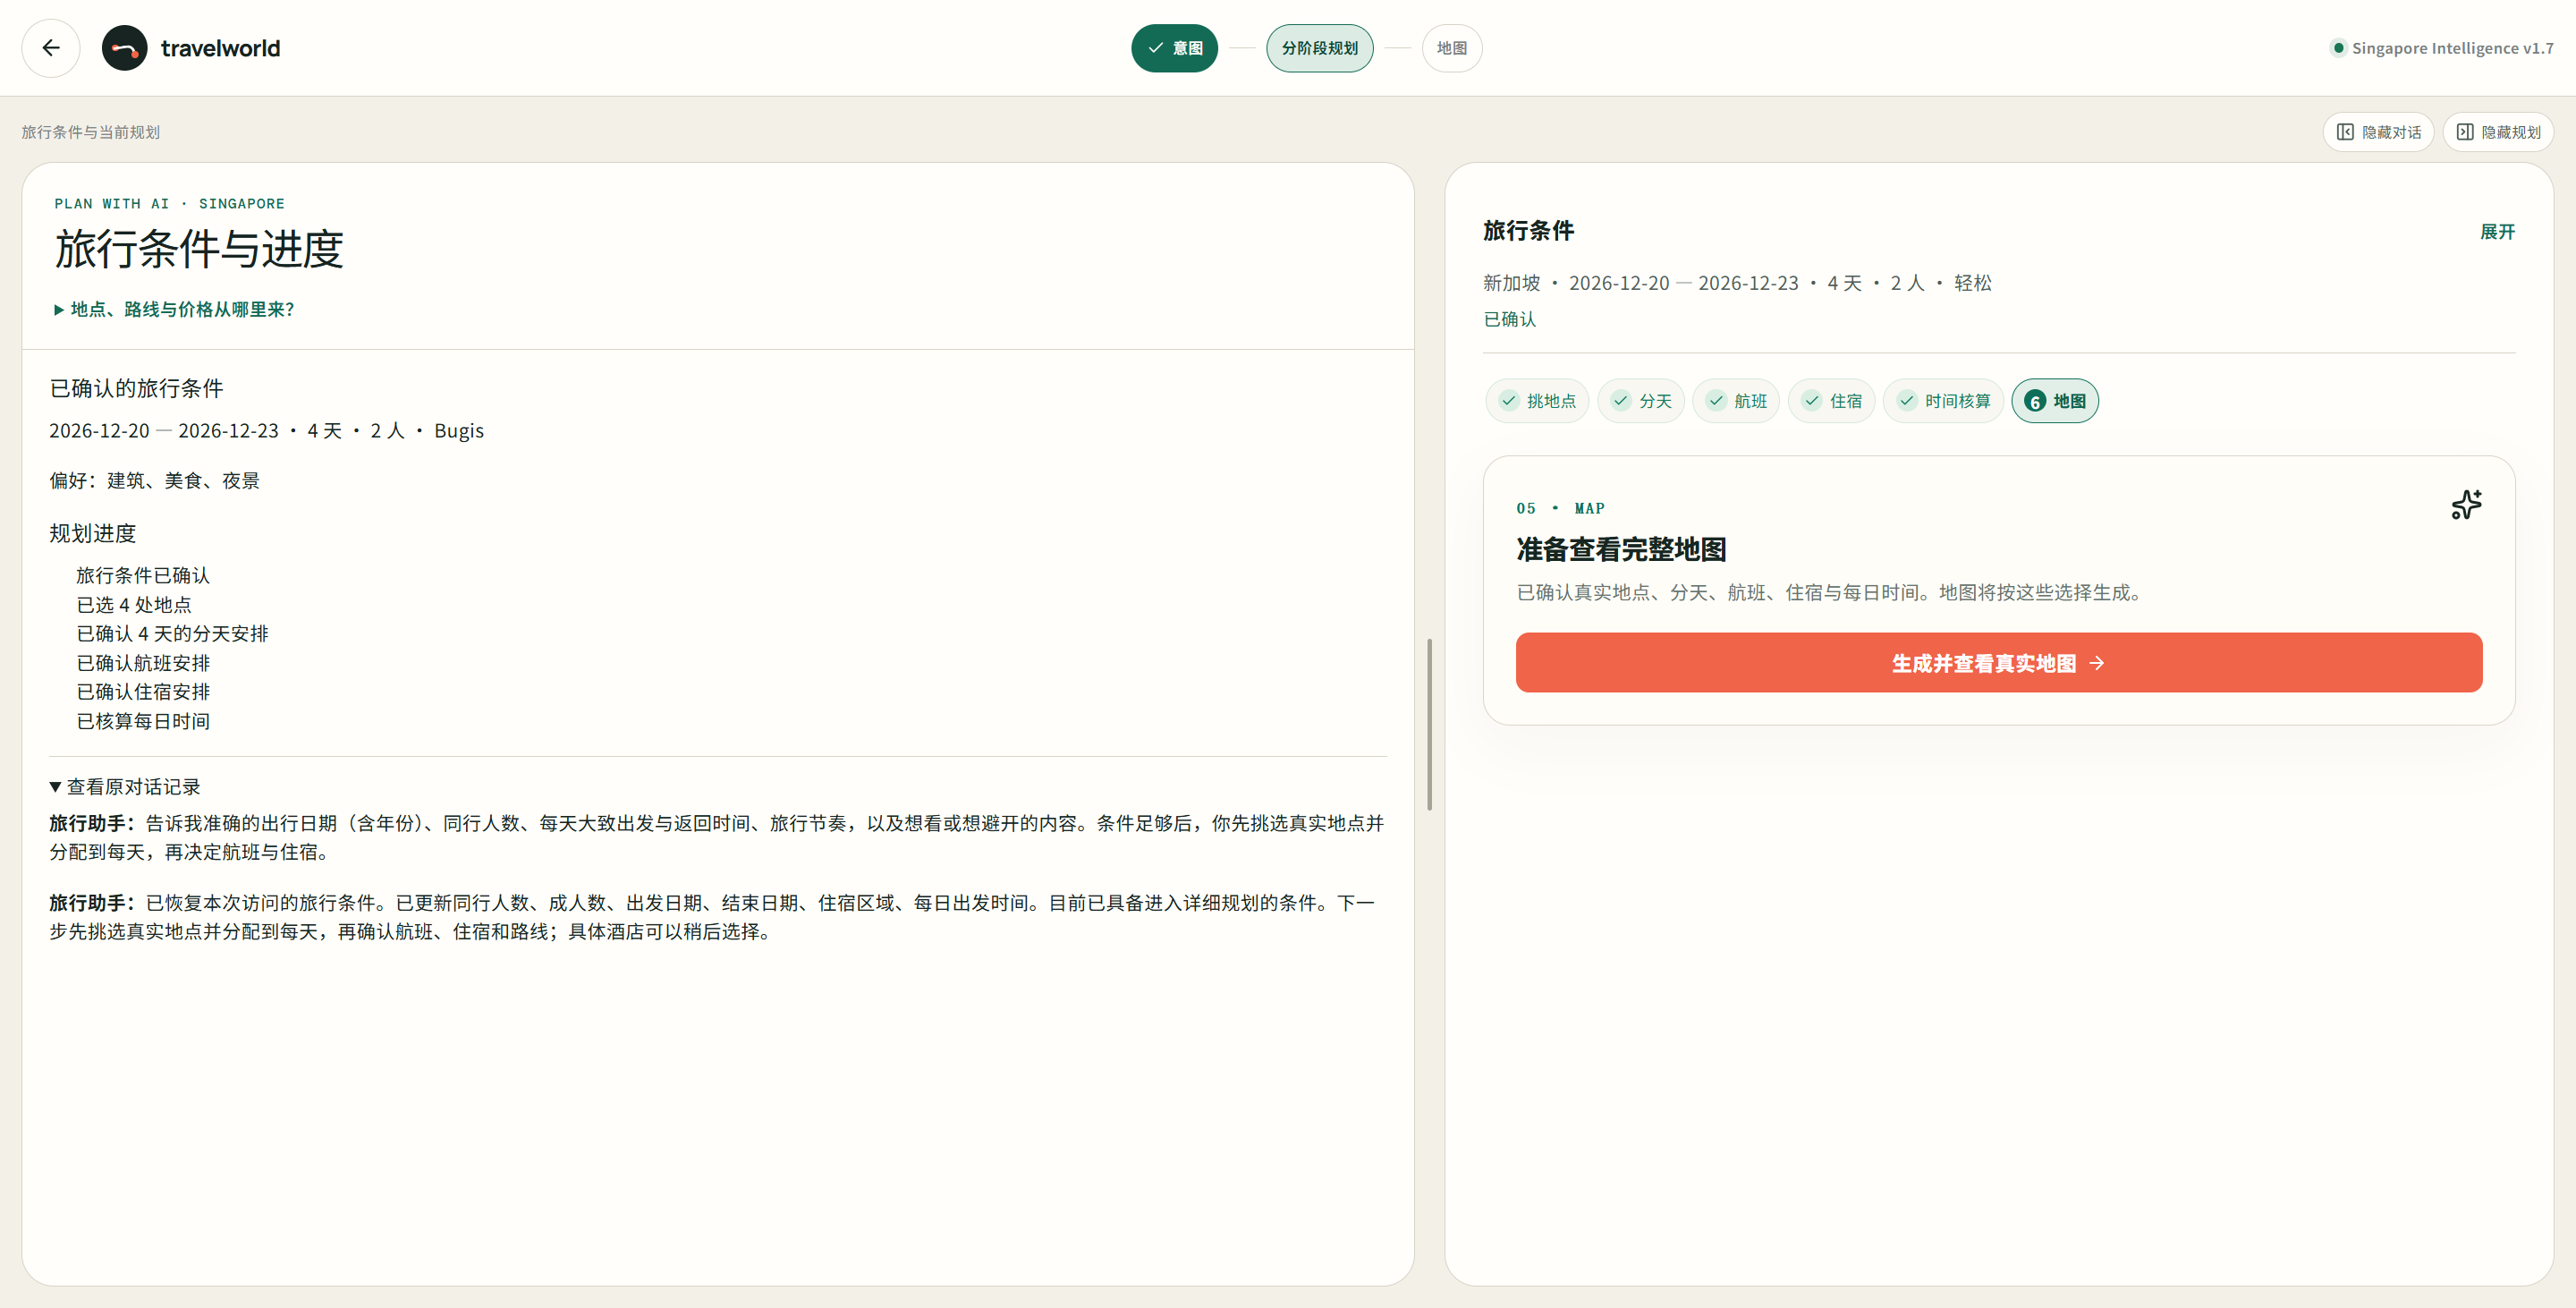 travelworld
意图
分阶段规划
地图
Singapore Intelligence v1.7
旅行条件与当前规划
隐藏对话
隐藏规划
PLAN WITH AI · SINGAPORE
旅行条件与进度
地点、路线与价格从哪里来？
已确认的旅行条件
2026-12-20 — 2026-12-23 · 4 天 · 2 人 · Bugis
偏好：建筑、美食、夜景
规划进度
旅行条件已确认
已选 4 处地点
已确认 4 天的分天安排
已确认航班安排
已确认住宿安排
已核算每日时间
查看原对话记录
旅行助手：告诉我准确的出行日期（含年份）、同行人数、每天大致出发与返回时间、旅行节奏，以及想看或想避开的内容。条件足够后，你先挑选真实地点并
分配到每天，再决定航班与住宿。
旅行助手：已恢复本次访问的旅行条件。已更新同行人数、成人数、出发日期、结束日期、住宿区域、每日出发时间。目前已具备进入详细规划的条件。下一
步先挑选真实地点并分配到每天，再确认航班、住宿和路线；具体酒店可以稍后选择。
旅行条件
展开
新加坡 · 2026-12-20 — 2026-12-23 · 4 天 · 2 人 · 轻松
已确认
挑地点
分天
航班
住宿
时间核算
6 地图
05 · MAP
准备查看完整地图
已确认真实地点、分天、航班、住宿与每日时间。地图将按这些选择生成。
生成并查看真实地图 →